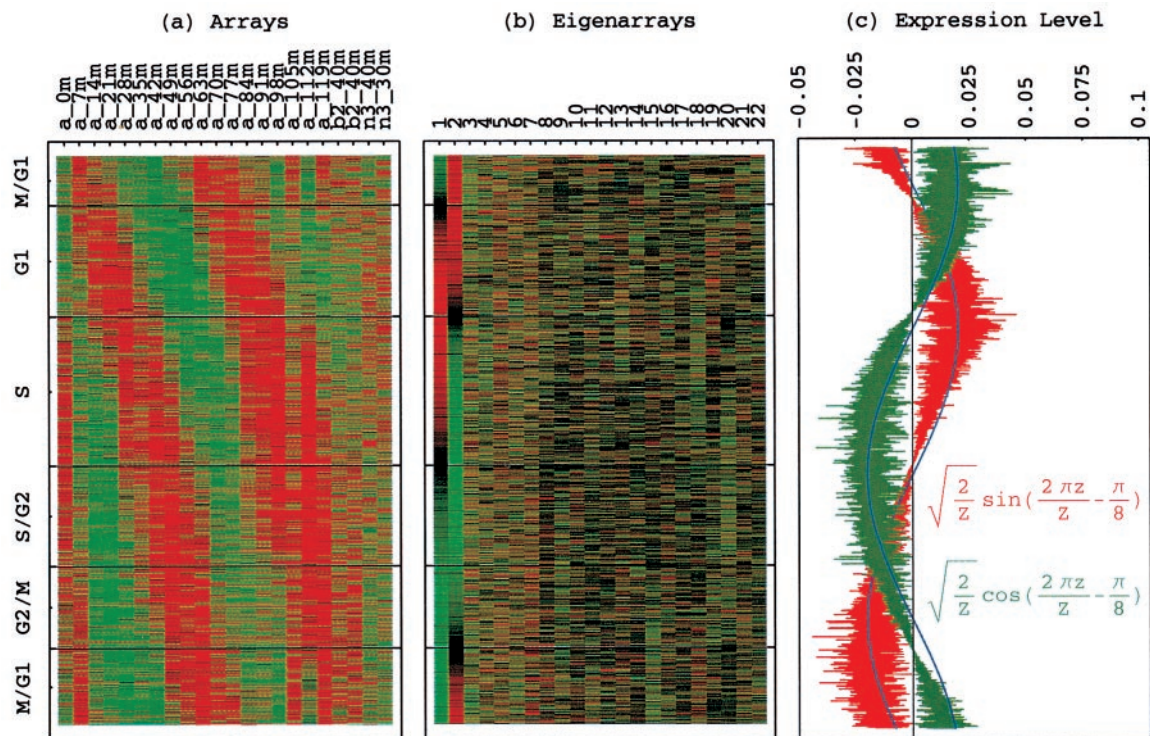 (a) Arrays
(b) Eigenarrays
(c) Expression Level
a_0m
a_7m
a_14m
a_21m
a_28m
a_35m
a_42m
a_49m
a_56m
a_63m
a_70m
a_77m
a_84m
a_91m
a_98m
a_105m
a_112m
a_119m
b2_40m
b2_40m
n3_40m
n3_30m
1
2
3
4
5
6
7
8
9
10
11
12
13
14
15
16
17
18
19
20
21
22
-0.05
-0.025
0
0.025
0.05
0.075
0.1
M/G1
G1
S
S/G2
G2/M
M/G1
√(2/Z) sin(2πz/Z - π/8)
√(2/Z) cos(2πz/Z - π/8)